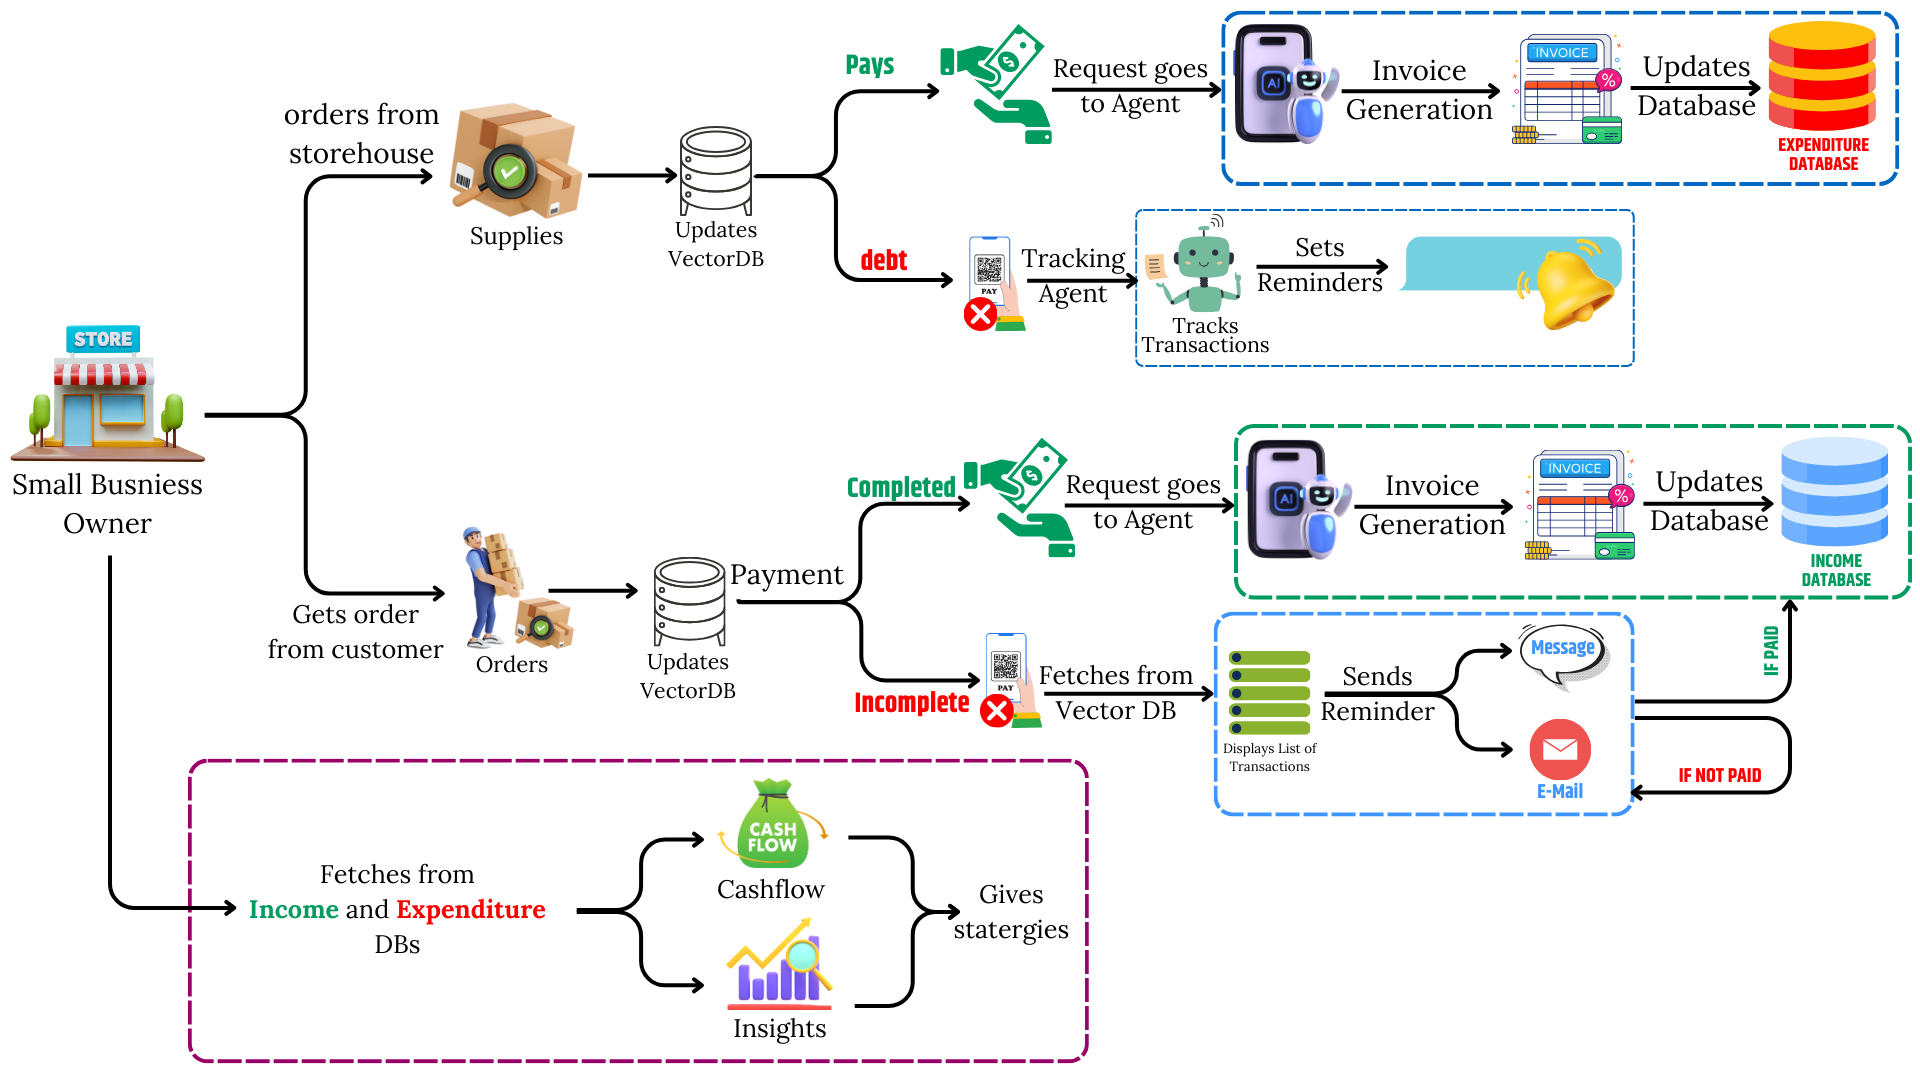 Pays
Request goes
to Agent
AI
Invoice
Generation
INVOICE
%
Updates
Database
EXPENDITURE
DATABASE
orders from
storehouse
Supplies
Updates
VectorDB
debt
PAY
Tracking
Agent
Tracks
Transactions
Sets
Reminders
STORE
Small Busniess
Owner
Gets order
from customer
Orders
Updates
VectorDB
Payment
Completed
Request goes
to Agent
AI
Invoice
Generation
INVOICE
%
Updates
Database
INCOME
DATABASE
Incomplete
PAY
Fetches from
Vector DB
Displays List of
Transactions
Sends
Reminder
Message
E-Mail
IF PAID
IF NOT PAID
Fetches from
Income and Expenditure
DBs
CASH
FLOW
Cashflow
Insights
Gives
statergies